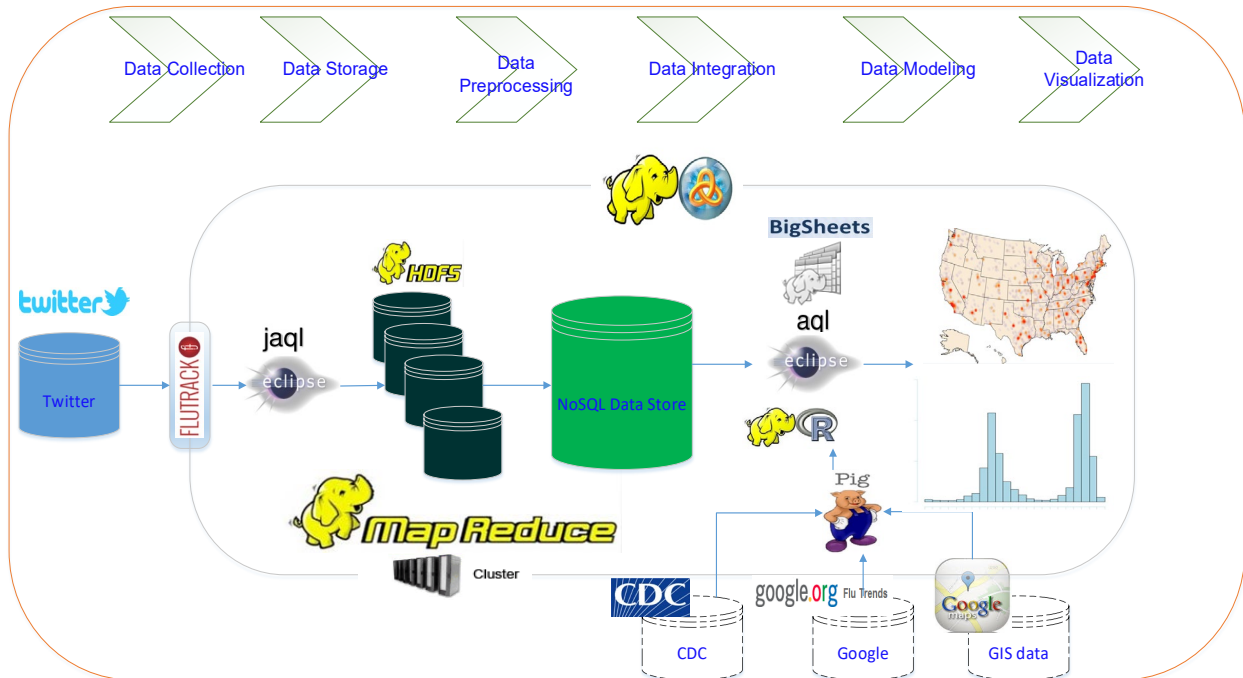 Data Collection
Data Storage
Data
Preprocessing
Data Integration
Data Modeling
Data
Visualization
BigSheets
HDFS
twitter
jaql
aql
FLUTRACK
eclipse
eclipse
Twitter
NoSQL Data Store
R
Pig
Map Reduce
Cluster
CDC
google.org Flu Trends
Google
maps
CDC
Google
GIS data